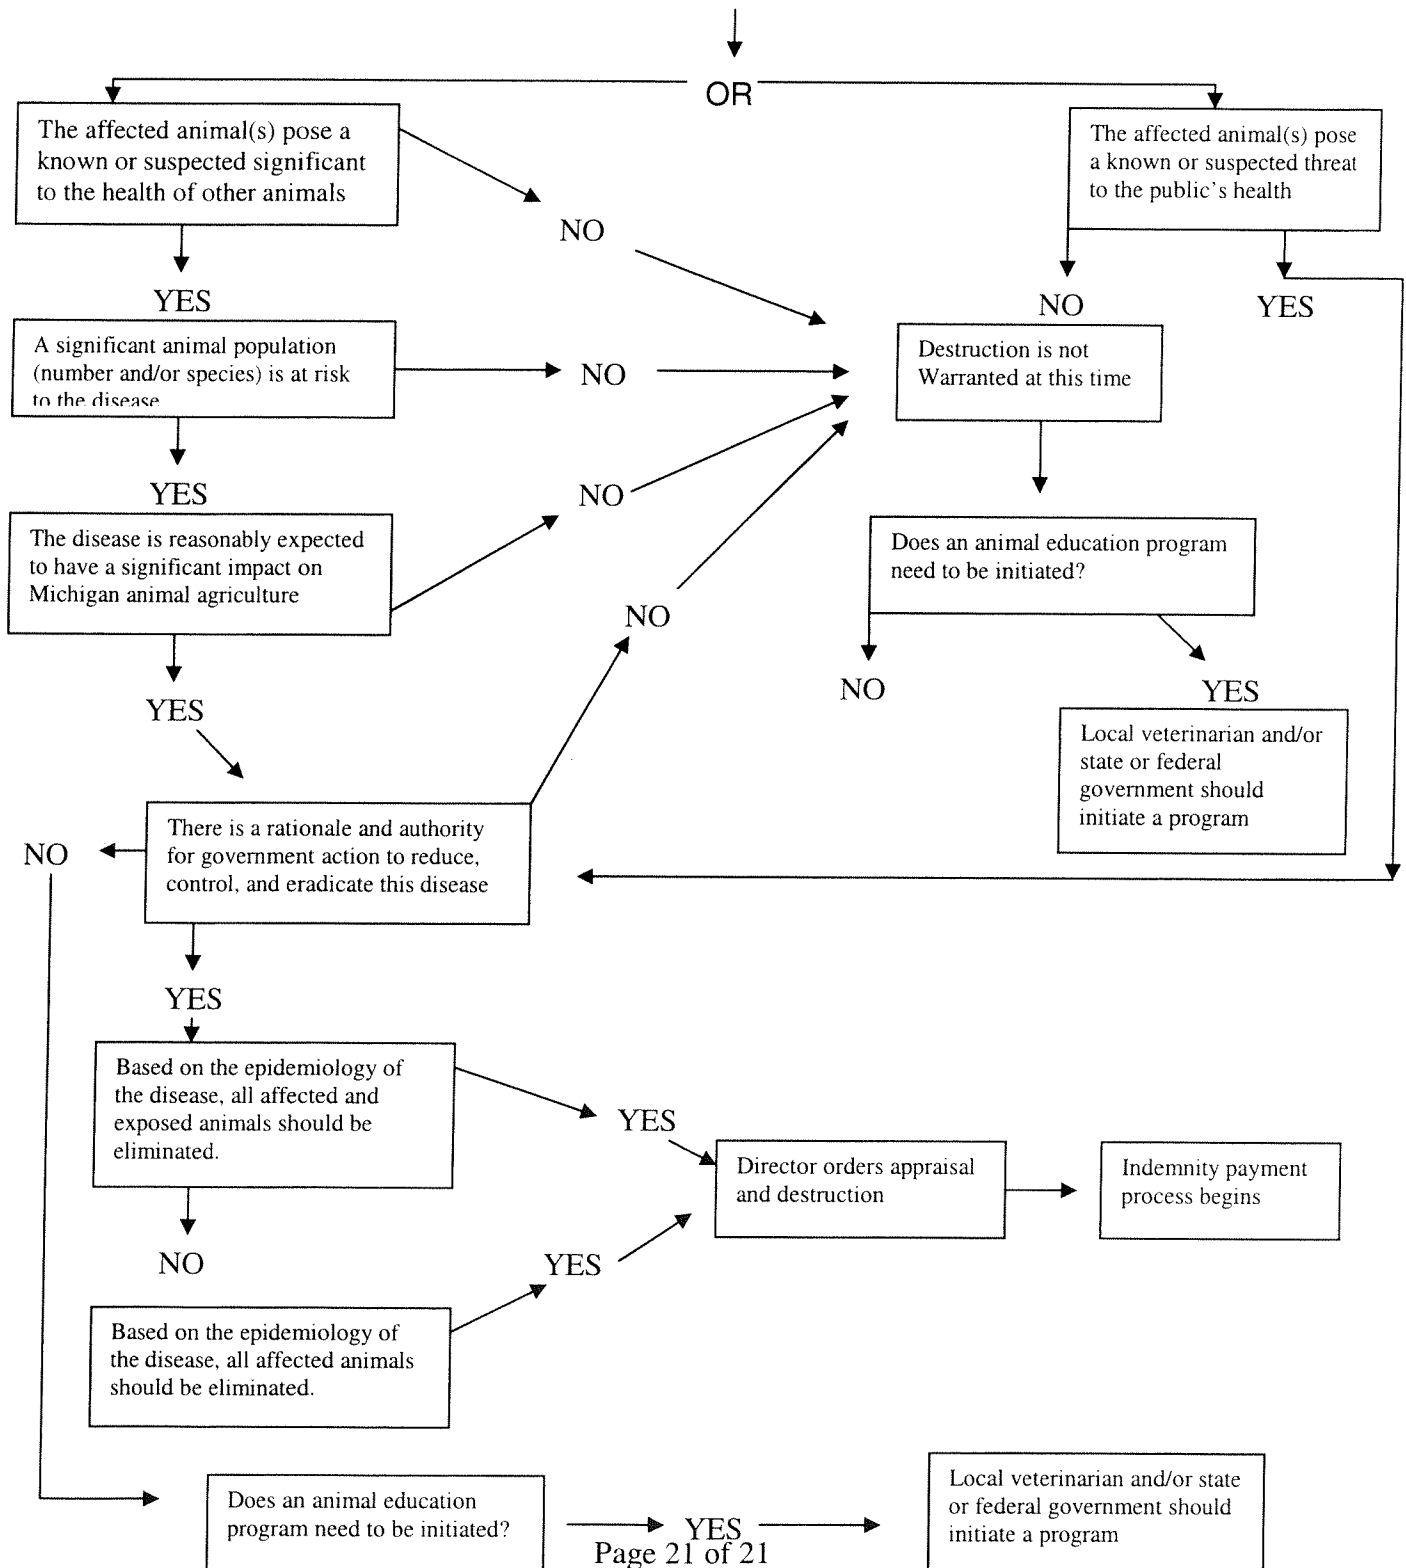 OR
The affected animal(s) pose a
known or suspected significant
to the health of other animals
The affected animal(s) pose
a known or suspected threat
to the public's health
NO
YES
NO
YES
A significant animal population
(number and/or species) is at risk
to the disease
NO
Destruction is not
Warranted at this time
YES
NO
The disease is reasonably expected
to have a significant impact on
Michigan animal agriculture
Does an animal education program
need to be initiated?
NO
NO
YES
YES
Local veterinarian and/or
state or federal
government should
initiate a program
NO
There is a rationale and authority
for government action to reduce,
control, and eradicate this disease
YES
Based on the epidemiology of
the disease, all affected and
exposed animals should be
eliminated.
YES
Director orders appraisal
and destruction
Indemnity payment
process begins
NO
YES
Based on the epidemiology of
the disease, all affected animals
should be eliminated.
Does an animal education
program need to be initiated?
YES
Local veterinarian and/or state
or federal government should
initiate a program
Page 21 of 21